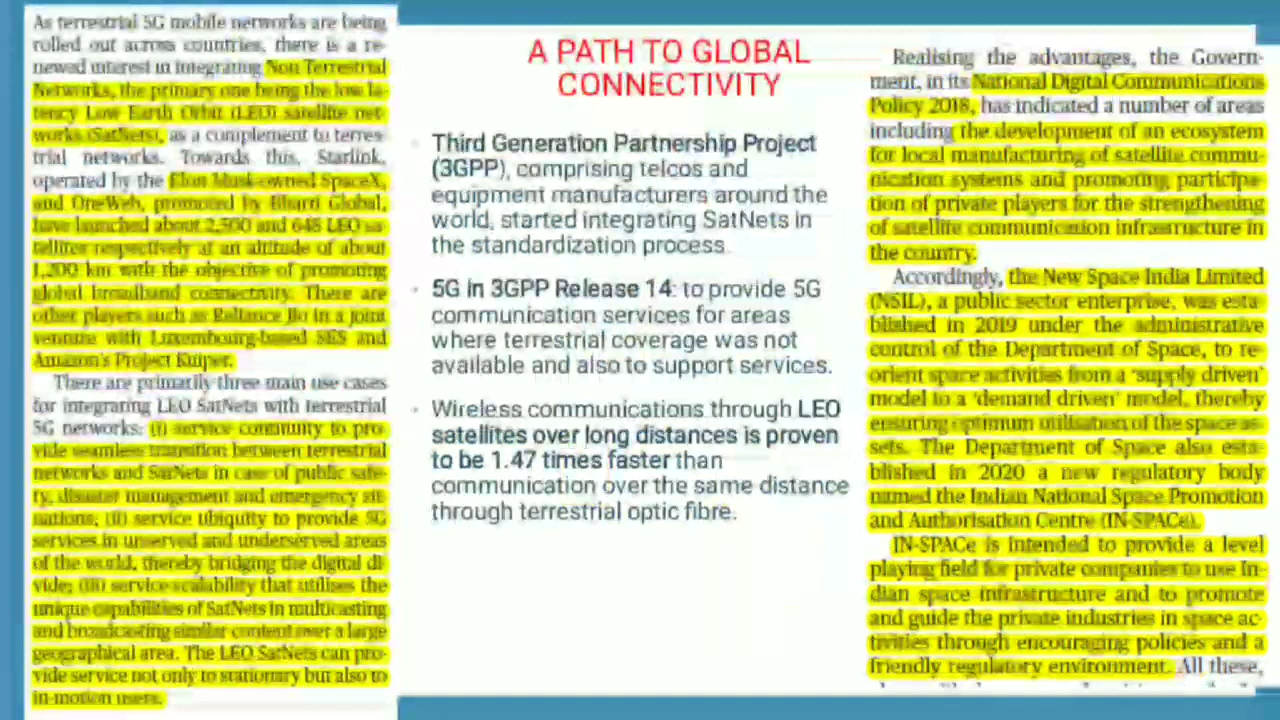 As terrestrial 5G mobile networks are being
rolled out across countries, there is a re-
newed interest in integrating Non Terrestrial
Networks, the primary one being the low la-
tency Low Earth Orbit (LEO) satellite net-
works (SatNets), as a complement to terres-
trial networks. Towards this, Starlink,
operated by the Elon Musk-owned SpaceX,
and OneWeb, promoted by Bharti Global,
have launched about 2,500 and 648 LEO sa-
tellites respectively at an altitude of about
1,200 km with the objective of promoting
global broadband connectivity. There are
other players such as Reliance Jio in a joint
venture with Luxembourg-based SES and
Amazon's Project Kuiper.
There are primarily three main use cases
for integrating LEO SatNets with terrestrial
5G networks: (i) service continuity to pro-
vide seamless transition between terrestrial
networks and SatNets in case of public safe-
ty, disaster management and emergency sit-
uations; (ii) service ubiquity to provide 5G
services in unserved and underserved areas
of the world, thereby bridging the digital di-
vide; (iii) service scalability that utilises the
unique capabilities of SatNets in multicasting
and broadcasting similar content over a large
geographical area. The LEO SatNets can pro-
vide service not only to stationary but also to
in-motion users.
A PATH TO GLOBAL
CONNECTIVITY
Third Generation Partnership Project
(3GPP), comprising telcos and
equipment manufacturers around the
world, started integrating SatNets in
the standardization process.
5G in 3GPP Release 14: to provide 5G
communication services for areas
where terrestrial coverage was not
available and also to support services.
Wireless communications through LEO
satellites over long distances is proven
to be 1.47 times faster than
communication over the same distance
through terrestrial optic fibre.
Realising the advantages, the Govern-
ment, in its National Digital Communications
Policy 2018, has indicated a number of areas
including the development of an ecosystem
for local manufacturing of satellite commu-
nication systems and promoting participa-
tion of private players for the strengthening
of satellite communication infrastructure in
the country.
Accordingly, the New Space India Limited
(NSIL), a public sector enterprise, was esta-
blished in 2019 under the administrative
control of the Department of Space, to re-
orient space activities from a 'supply driven'
model to a 'demand driven' model, thereby
ensuring optimum utilisation of the space as-
sets. The Department of Space also esta-
blished in 2020 a new regulatory body
named the Indian National Space Promotion
and Authorisation Centre (IN-SPACe).
IN-SPACe is intended to provide a level
playing field for private companies to use In-
dian space infrastructure and to promote
and guide the private industries in space ac-
tivities through encouraging policies and a
friendly regulatory environment. All these,